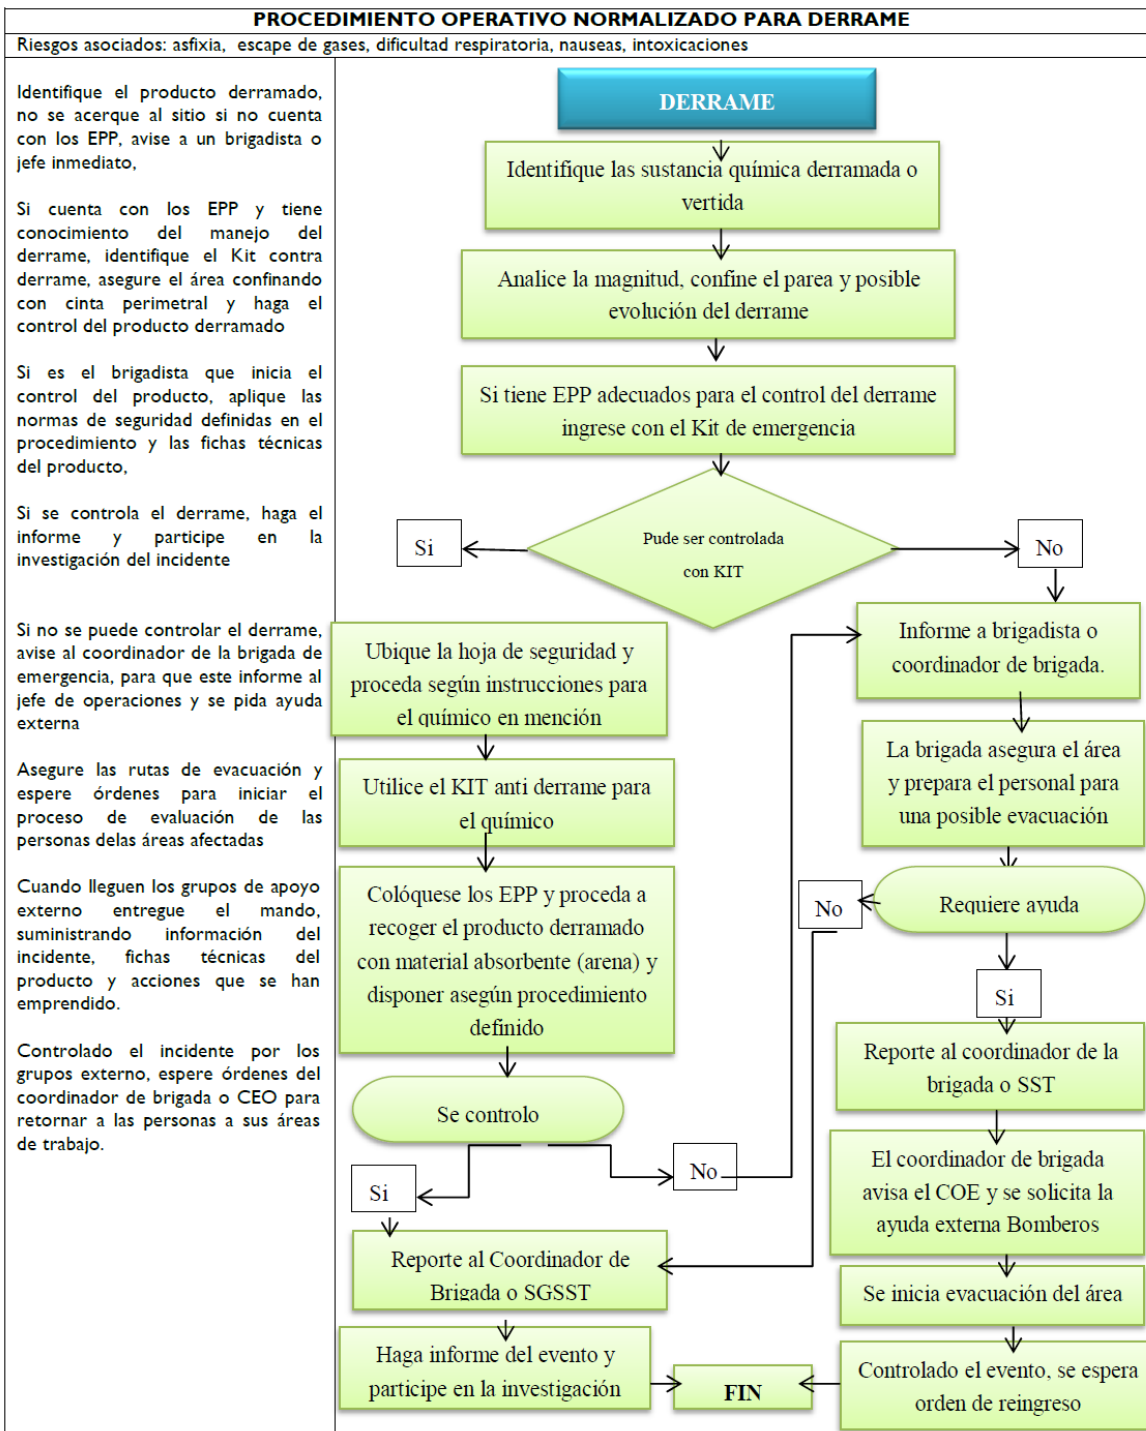 PROCEDIMIENTO OPERATIVO NORMALIZADO PARA DERRAME
Riesgos asociados: asfixia, escape de gases, dificultad respiratoria, nauseas, intoxicaciones
Identifique el producto derramado,
no se acerque al sitio si no cuenta
con los EPP, avise a un brigadista o
jefe inmediato,
Si cuenta con los EPP y tiene
conocimiento del manejo del
derrame, identifique el Kit contra
derrame, asegure el área confinando
con cinta perimetral y haga el
control del producto derramado
Si es el brigadista que inicia el
control del producto, aplique las
normas de seguridad definidas en el
procedimiento y las fichas técnicas
del producto,
Si se controla el derrame, haga el
informe y participe en la
investigación del incidente
Si no se puede controlar el derrame,
avise al coordinador de la brigada de
emergencia, para que este informe al
jefe de operaciones y se pida ayuda
externa
Asegure las rutas de evacuación y
espere órdenes para iniciar el
proceso de evaluación de las
personas delas áreas afectadas
Cuando lleguen los grupos de apoyo
externo entregue el mando,
suministrando información del
incidente, fichas técnicas del
producto y acciones que se han
emprendido.
Controlado el incidente por los
grupos externo, espere órdenes del
coordinador de brigada o CEO para
retornar a las personas a sus áreas
de trabajo.
DERRAME
Identifique las sustancia química derramada o
vertida
Analice la magnitud, confine el parea y posible
evolución del derrame
Si tiene EPP adecuados para el control del derrame
ingrese con el Kit de emergencia
Pude ser controlada
con KIT
Si
No
Ubique la hoja de seguridad y
proceda según instrucciones para
el químico en mención
Utilice el KIT anti derrame para
el químico
Colóquese los EPP y proceda a
recoger el producto derramado
con material absorbente (arena) y
disponer asegún procedimiento
definido
Se controlo
Si
No
Reporte al Coordinador de
Brigada o SGSST
Haga informe del evento y
participe en la investigación
Informe a brigadista o
coordinador de brigada.
La brigada asegura el área
y prepara el personal para
una posible evacuación
Requiere ayuda
No
Si
Reporte al coordinador de la
brigada o SST
El coordinador de brigada
avisa el COE y se solicita la
ayuda externa Bomberos
Se inicia evacuación del área
Controlado el evento, se espera
orden de reingreso
FIN